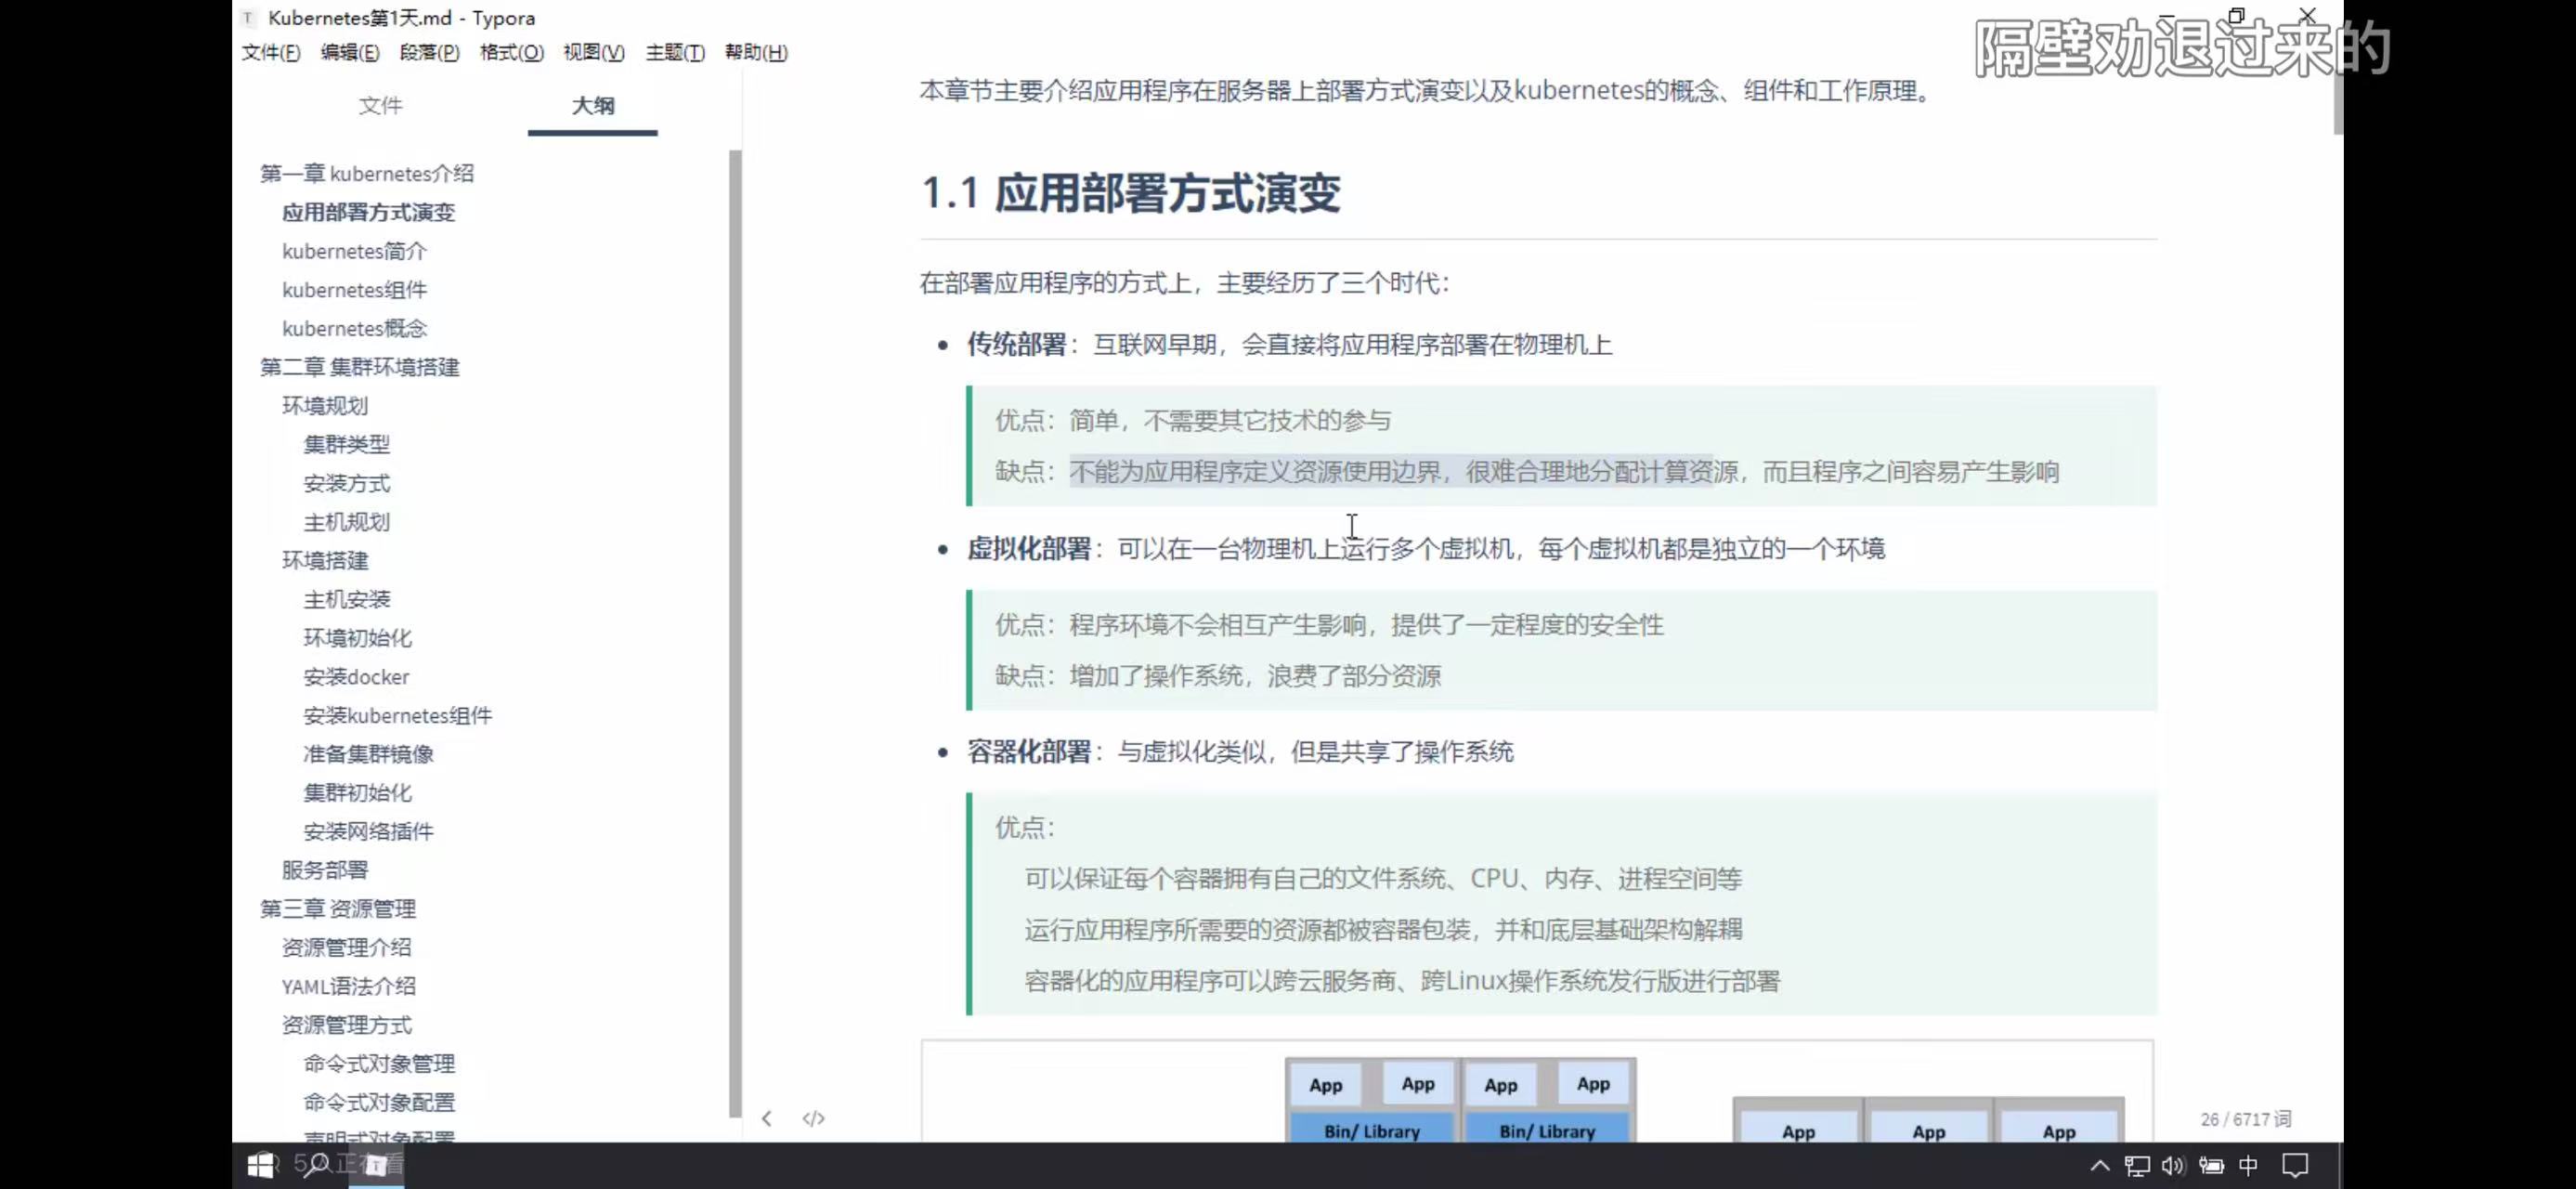 Kubernetes第1天.md - Typora
隔壁劝退过来的
文件(F) 编辑(E) 段落(P) 格式(O) 视图(V) 主题(T) 帮助(H)
文件 大纲
第一章 kubernetes介绍
应用部署方式演变
kubernetes简介
kubernetes组件
kubernetes概念
第二章 集群环境搭建
环境规划
集群类型
安装方式
主机规划
环境搭建
主机安装
环境初始化
安装docker
安装kubernetes组件
准备集群镜像
集群初始化
安装网络插件
服务部署
第三章 资源管理
资源管理介绍
YAML语法介绍
资源管理方式
命令式对象管理
命令式对象配置
声明式对象配置
本章节主要介绍应用程序在服务器上部署方式演变以及kubernetes的概念、组件和工作原理。
1.1 应用部署方式演变
在部署应用程序的方式上，主要经历了三个时代：
传统部署：互联网早期，会直接将应用程序部署在物理机上
优点：简单，不需要其它技术的参与
缺点：不能为应用程序定义资源使用边界，很难合理地分配计算资源，而且程序之间容易产生影响
虚拟化部署：可以在一台物理机上运行多个虚拟机，每个虚拟机都是独立的一个环境
优点：程序环境不会相互产生影响，提供了一定程度的安全性
缺点：增加了操作系统，浪费了部分资源
容器化部署：与虚拟化类似，但是共享了操作系统
优点：
可以保证每个容器拥有自己的文件系统、CPU、内存、进程空间等
运行应用程序所需要的资源都被容器包装，并和底层基础架构解耦
容器化的应用程序可以跨云服务商、跨Linux操作系统发行版进行部署
App App App App
Bin/ Library Bin/ Library
App App App
26 / 6717 词
中